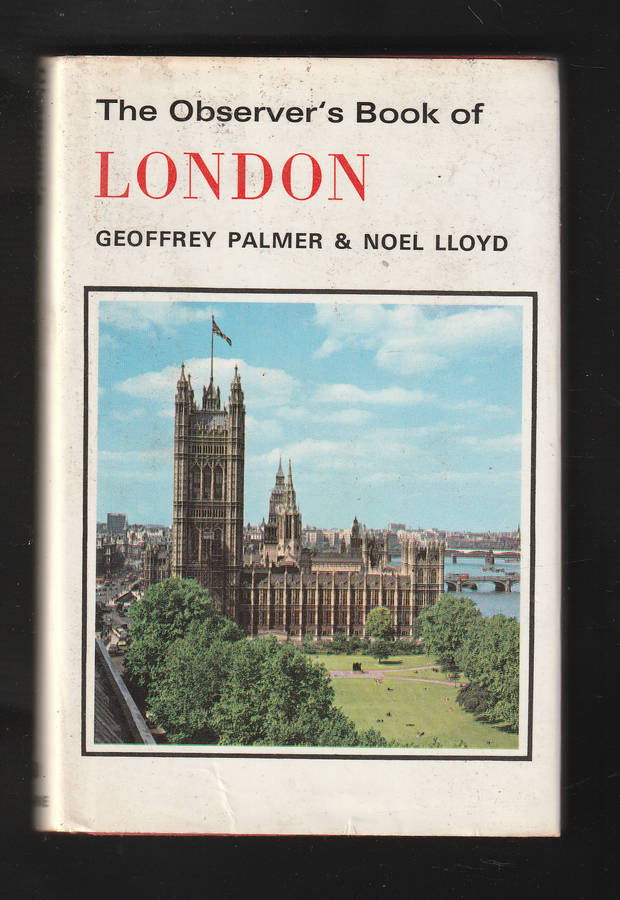 The Observer's Book of
LONDON
GEOFFREY PALMER & NOEL LLOYD